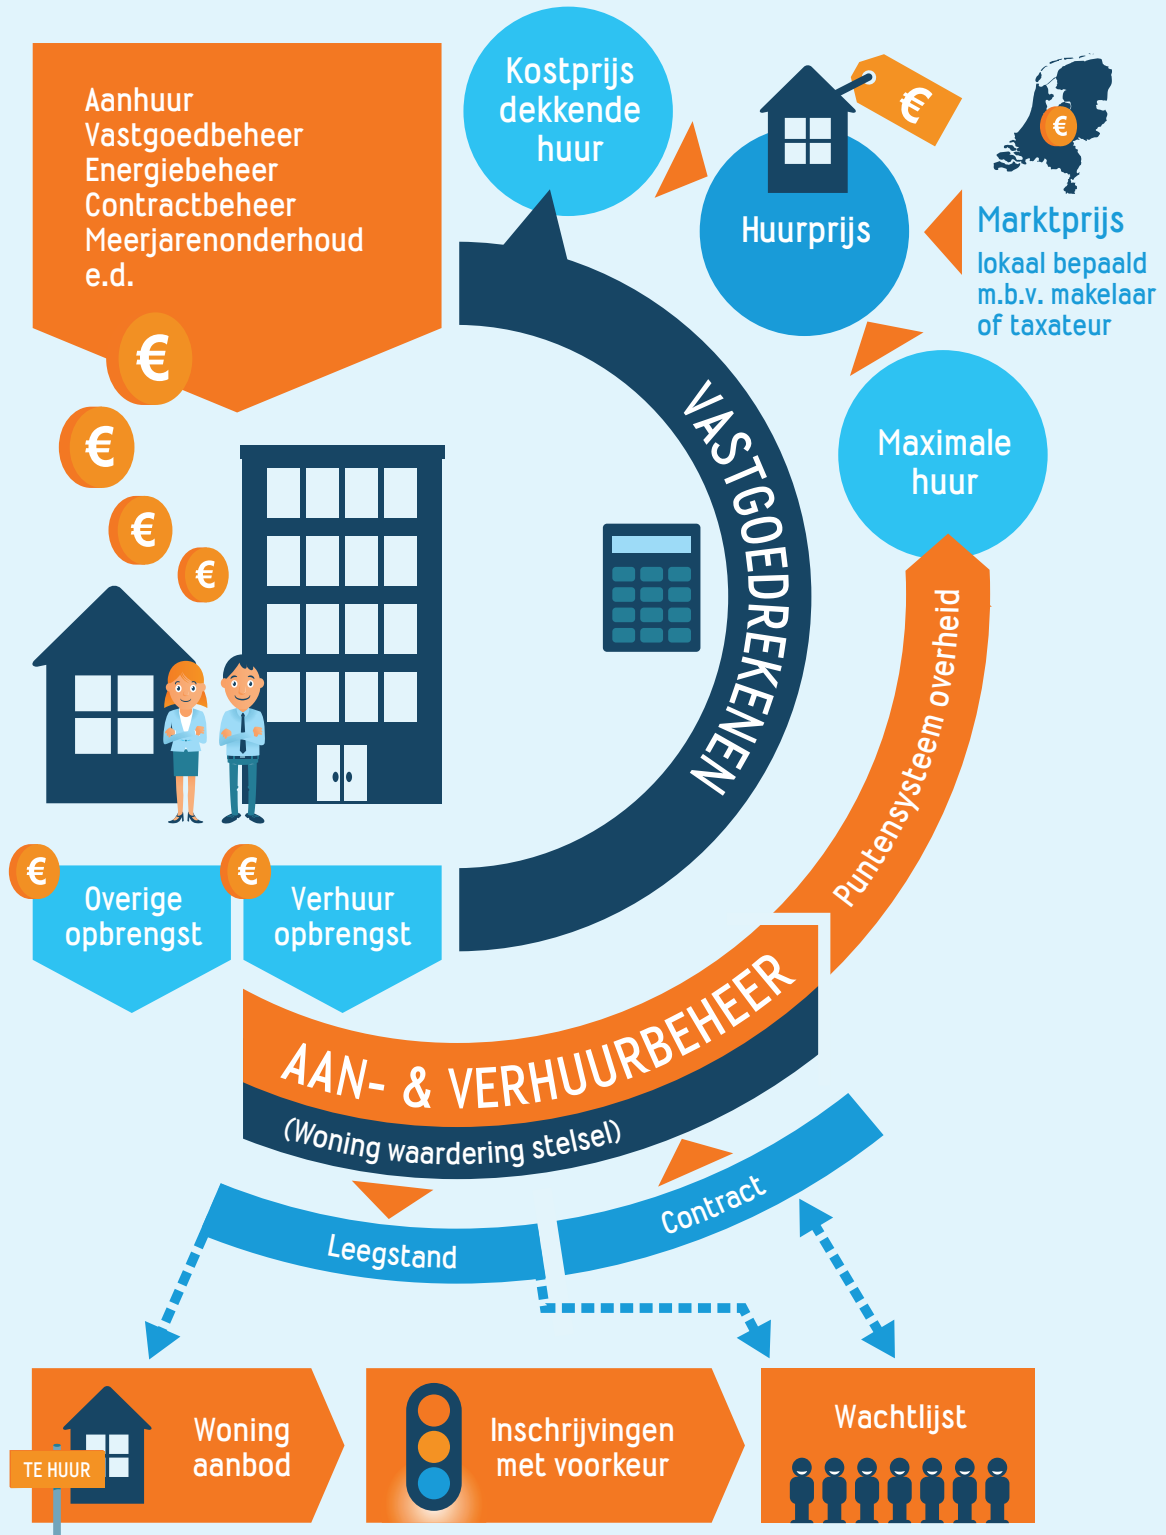 Aanhuur
Vastgoedbeheer
Energiebeheer
Contractbeheer
Meerjarenonderhoud
e.d.
€
€
€
€
Kostprijs
dekkende
huur
€
Huurprijs
€
Marktprijs
lokaal bepaald
m.b.v. makelaar
of taxateur
Maximale
huur
VASTGOEDREKENEN
Puntensysteem overheid
€
Overige
opbrengst
€
Verhuur
opbrengst
AAN- & VERHUURBEHEER
(Woning waardering stelsel)
Leegstand
Contract
TE HUUR
Woning
aanbod
Inschrijvingen
met voorkeur
Wachtlijst